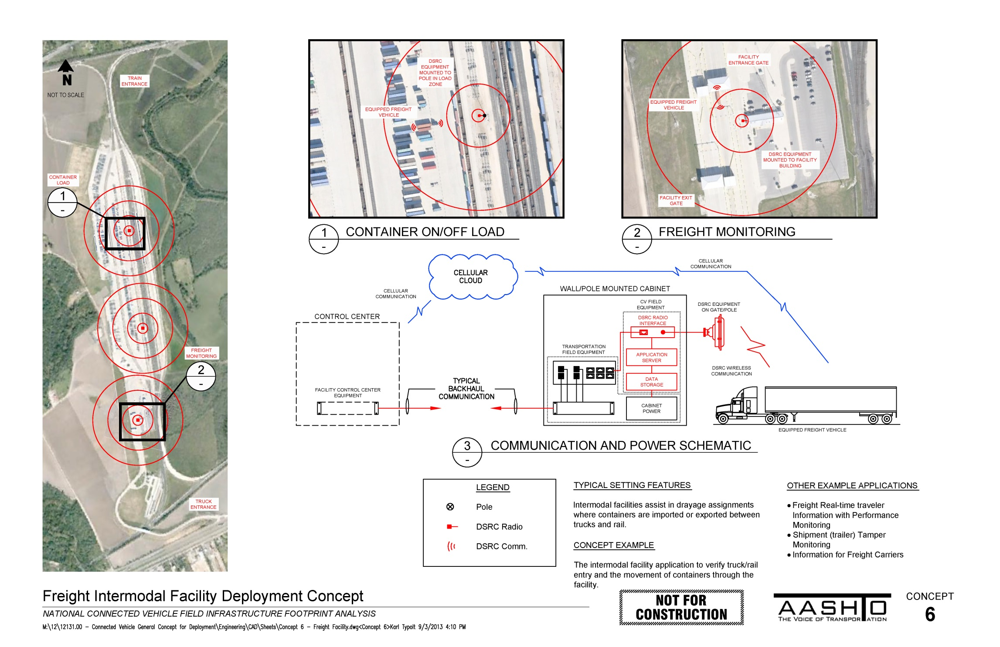 N
NOT TO SCALE
TRAIN
ENTRANCE
CONTAINER
LOAD
1
-
FREIGHT
MONITORING
2
-
TRUCK
ENTRANCE
DSRC
EQUIPMENT
MOUNTED TO
POLE IN LOAD
ZONE
EQUIPPED FREIGHT
VEHICLE
1
-
CONTAINER ON/OFF LOAD
FACILITY
ENTRANCE GATE
EQUIPPED FREIGHT
VEHICLE
DSRC EQUIPMENT
MOUNTED TO FACILITY
BUILDING
FACILITY EXIT
GATE
2
-
FREIGHT MONITORING
CELLULAR
CLOUD
CELLULAR
COMMUNICATION
CELLULAR
COMMUNICATION
CONTROL CENTER
FACILITY CONTROL CENTER
EQUIPMENT
TYPICAL
BACKHAUL
COMMUNICATION
WALL/POLE MOUNTED CABINET
CV FIELD
EQUIPMENT
DSRC RADIO
INTERFACE
TRANSPORTATION
FIELD EQUIPMENT
APPLICATION
SERVER
DATA
STORAGE
CABINET
POWER
DSRC EQUIPMENT
ON GATE/POLE
DSRC WIRELESS
COMMUNICATION
EQUIPPED FREIGHT VEHICLE
3
-
COMMUNICATION AND POWER SCHEMATIC
LEGEND
Pole
DSRC Radio
DSRC Comm.
TYPICAL SETTING FEATURES
Intermodal facilities assist in drayage assignments
where containers are imported or exported between
trucks and rail.
CONCEPT EXAMPLE
The intermodal facility application to verify truck/rail
entry and the movement of containers through the
facility.
OTHER EXAMPLE APPLICATIONS
• Freight Real-time traveler
Information with Performance
Monitoring
• Shipment (trailer) Tamper
Monitoring
• Information for Freight Carriers
Freight Intermodal Facility Deployment Concept
NATIONAL CONNECTED VEHICLE FIELD INFRASTRUCTURE FOOTPRINT ANALYSIS
M:\12\12131.00 - Connected Vehicle General Concept for Deployment\Engineering\CAD\Sheets\Concept 6 - Freight Facility.dwg<Concept 6>Karl Typolt 9/3/2013 4:10 PM
NOT FOR
CONSTRUCTION
AASHTO
THE VOICE OF TRANSPORTATION
CONCEPT
6